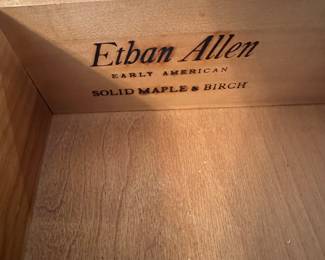 Ethan Allen
EARLY AMERICAN
SOLID MAPLE & BIRCH